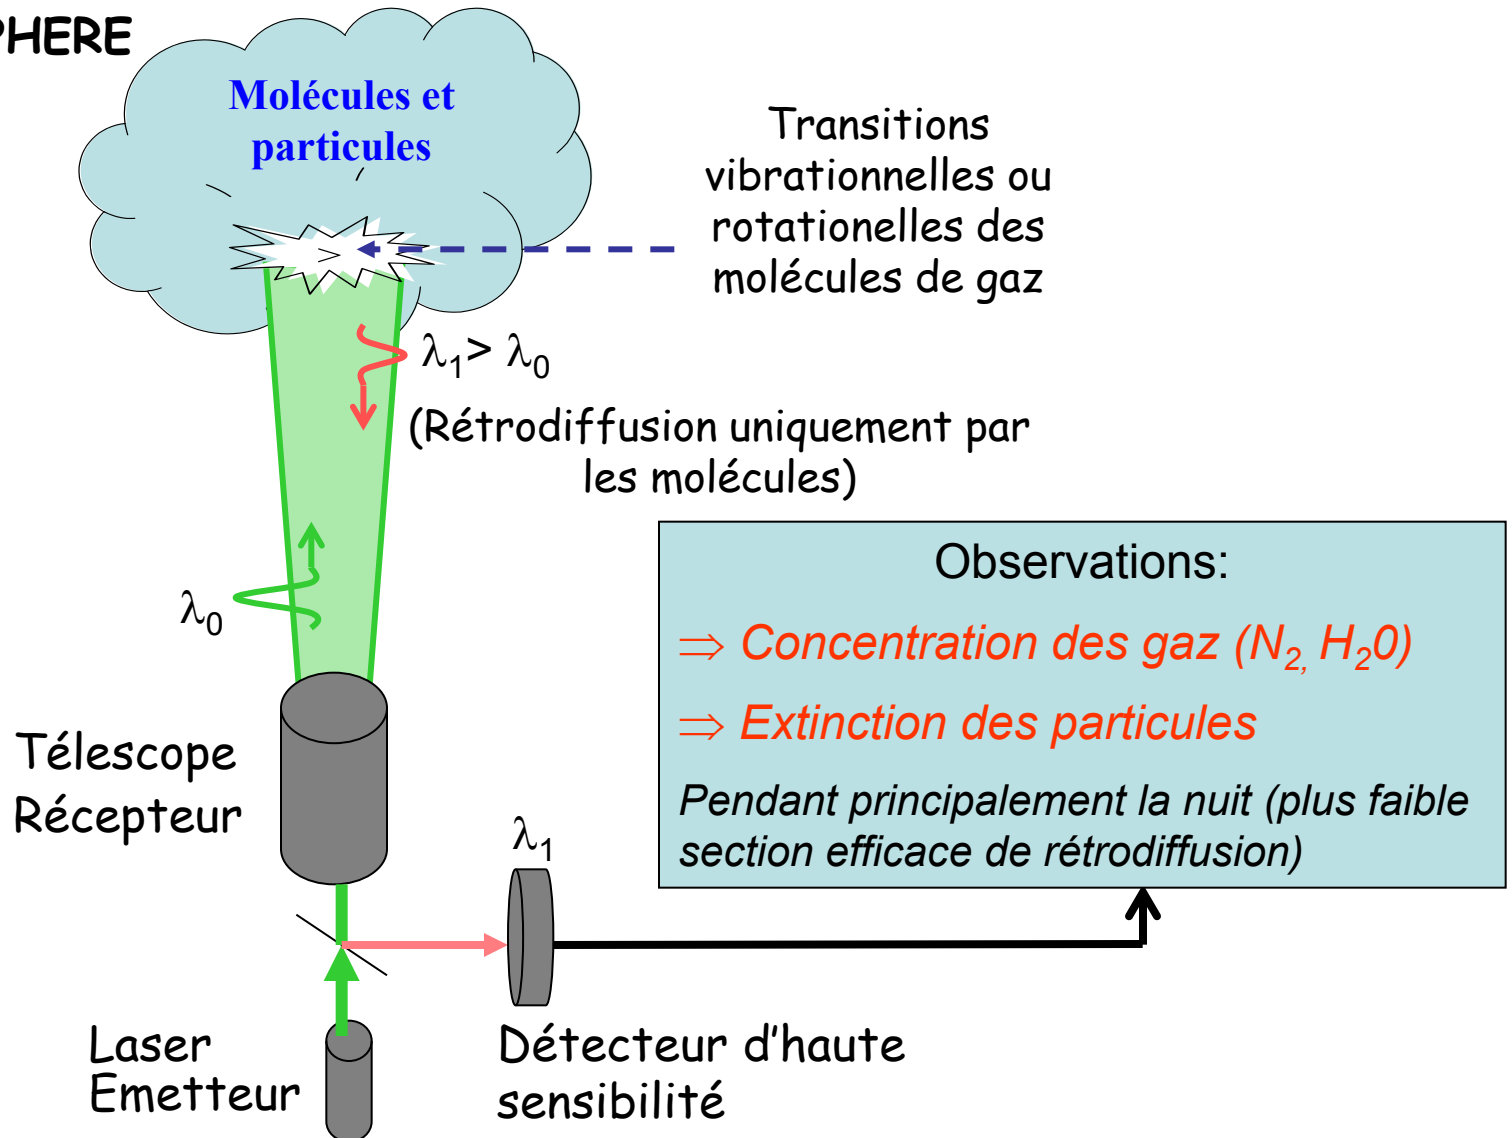 PHERE
Molécules et
particules
Transitions
vibrationnelles ou
rotationelles des
molécules de gaz
λ₁> λ₀
(Rétrodiffusion uniquement par
les molécules)
λ₀
Observations:
⇒ Concentration des gaz (N₂, H₂0)
⇒ Extinction des particules
Pendant principalement la nuit (plus faible
section efficace de rétrodiffusion)
Télescope
Récepteur
λ₁
Laser
Emetteur
Détecteur d'haute
sensibilité